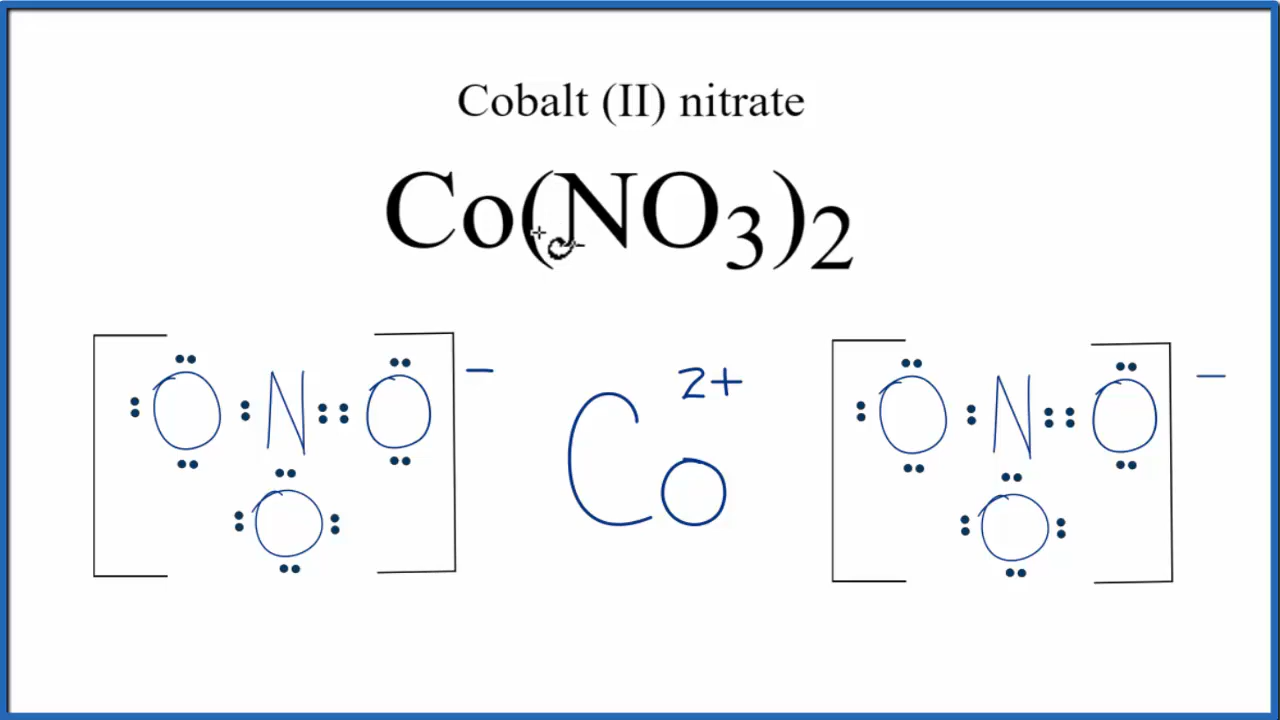 Cobalt (II) nitrate
Co(NO₃)₂
O N O − Co 2+ O N O −
O O